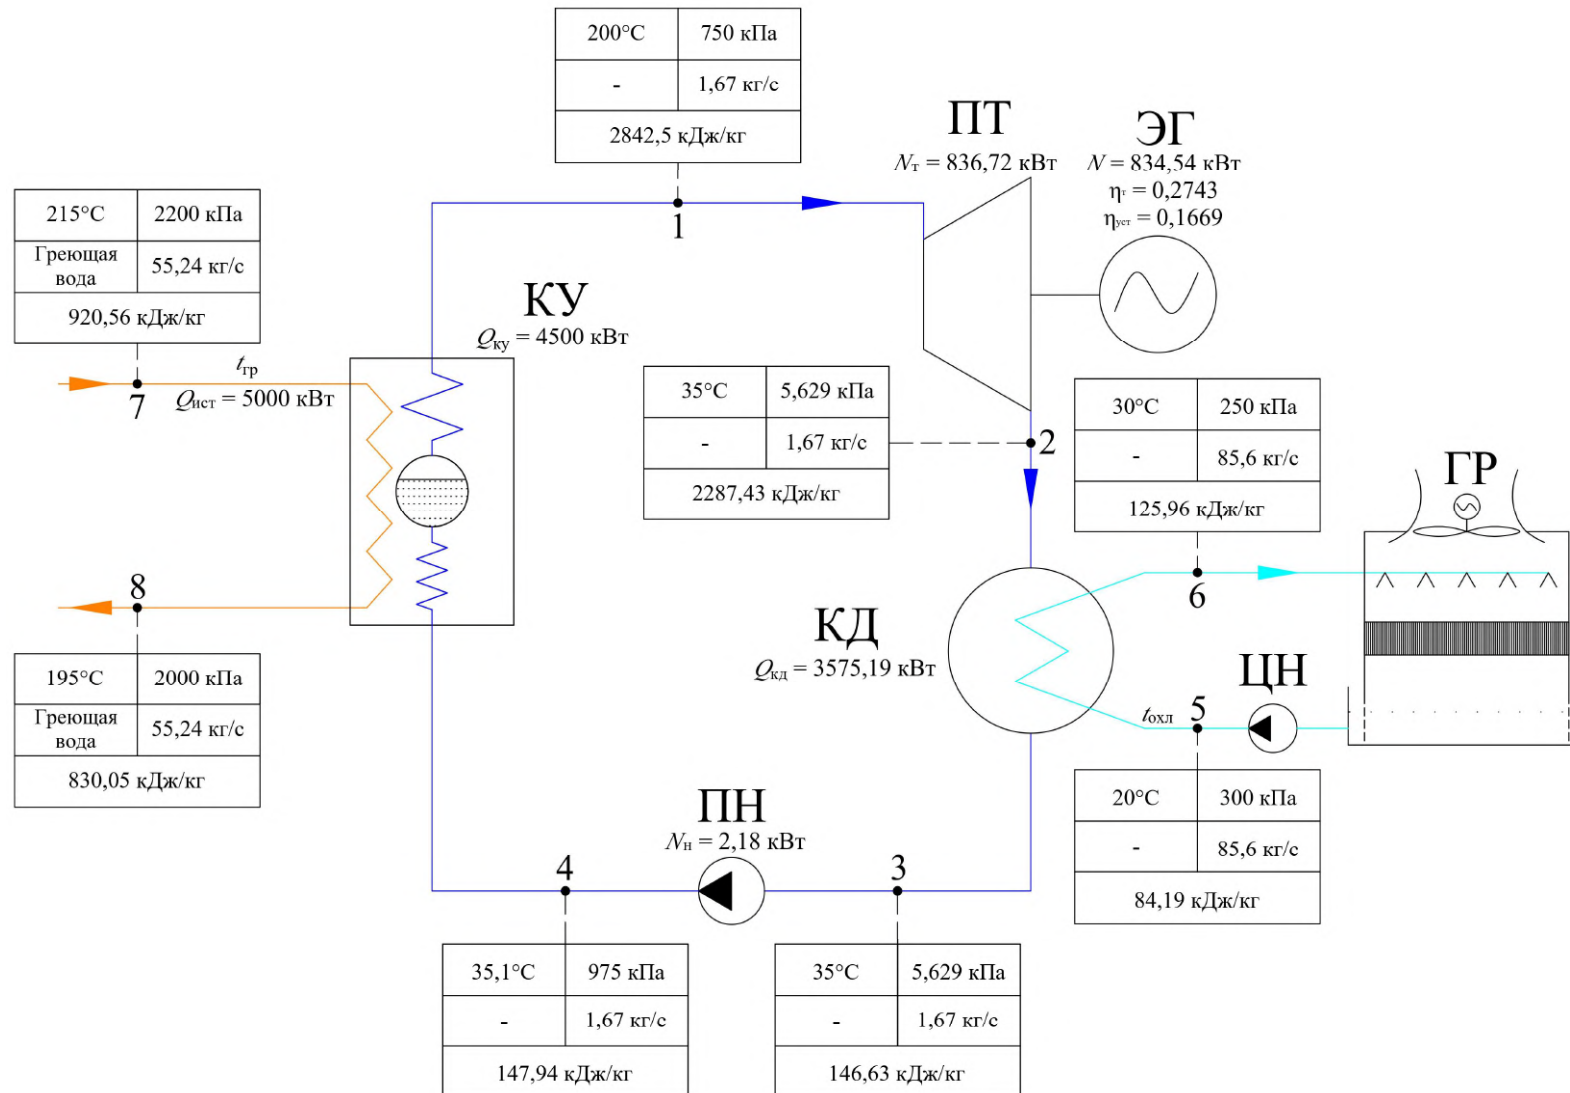 200°C 750 кПа
- 1,67 кг/с
2842,5 кДж/кг
ПТ
Nт = 836,72 кВт
ЭГ
N = 834,54 кВт
ηт = 0,2743
ηуст = 0,1669
1
215°C 2200 кПа
Греющая вода 55,24 кг/с
920,56 кДж/кг
КУ
Qку = 4500 кВт
tгр
7
Qист = 5000 кВт
35°C 5,629 кПа
- 1,67 кг/с
2287,43 кДж/кг
2
30°C 250 кПа
- 85,6 кг/с
125,96 кДж/кг
ГР
6
8
195°C 2000 кПа
Греющая вода 55,24 кг/с
830,05 кДж/кг
КД
Qкд = 3575,19 кВт
ЦН
tохл
5
20°C 300 кПа
- 85,6 кг/с
84,19 кДж/кг
ПН
Nн = 2,18 кВт
4
3
35,1°C 975 кПа
- 1,67 кг/с
147,94 кДж/кг
35°C 5,629 кПа
- 1,67 кг/с
146,63 кДж/кг